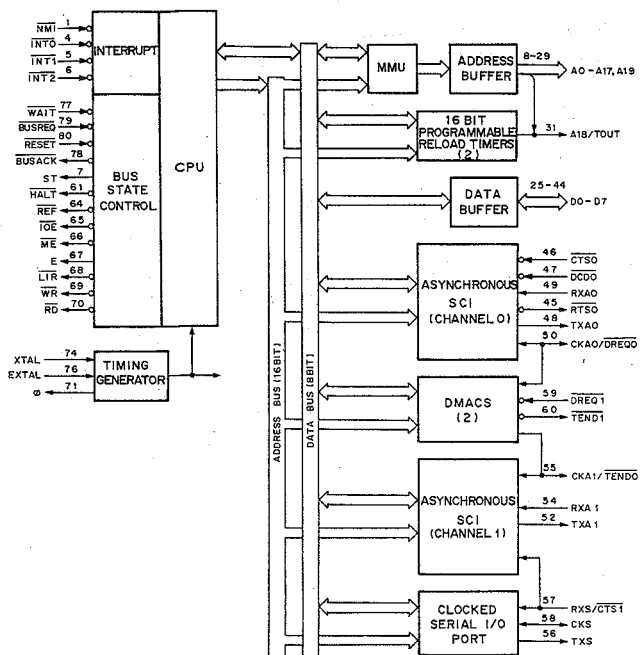 NMI 1
INT0 4
INT1 5
INT2 6
INTERRUPT
WAIT 77
BUSREQ 79
RESET 80
BUSACK 78
ST 7
HALT 61
REF 64
IOE 65
ME 66
E 67
LIR 68
WR 69
RD 70
BUS
STATE
CONTROL
CPU
XTAL 74
EXTAL 76
Ø 71
TIMING
GENERATOR
ADDRESS BUS (16BIT)
DATA BUS (8BIT)
MMU
ADDRESS
BUFFER
8-29
A0-A17, A19
16 BIT
PROGRAMMABLE
RELOAD TIMERS
(2)
31
A18/TOUT
DATA
BUFFER
25-44
D0-D7
ASYNCHRONOUS
SCI
(CHANNEL 0)
46 CTS0
47 DCD0
49 RXA0
45 RTS0
48 TXA0
50 CKA0/DREQ0
DMACS
(2)
59 DREQ1
60 TEND1
55 CKA1/TEND0
ASYNCHRONOUS
SCI
(CHANNEL 1)
54 RXA1
52 TXA1
CLOCKED
SERIAL I/O
PORT
57 RXS/CTS1
58 CKS
56 TXS